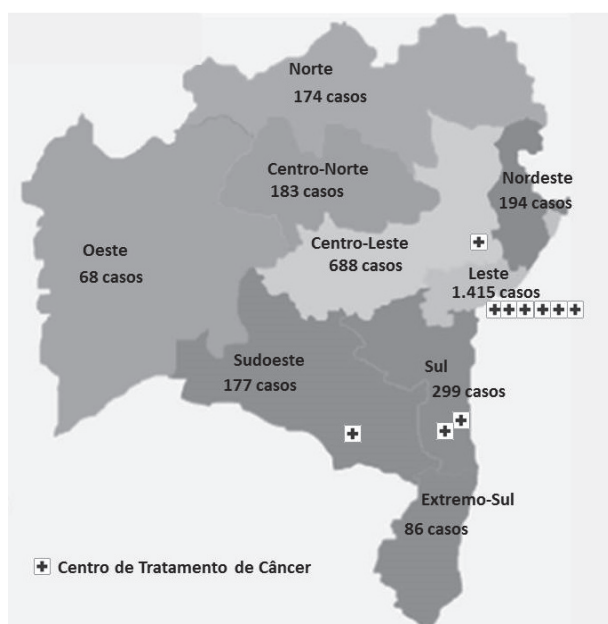 Norte
174 casos
Centro-Norte
183 casos
Nordeste
194 casos
Oeste
68 casos
Centro-Leste
688 casos
Leste
1.415 casos
Sudoeste
177 casos
Sul
299 casos
Extremo-Sul
86 casos
Centro de Tratamento de Câncer